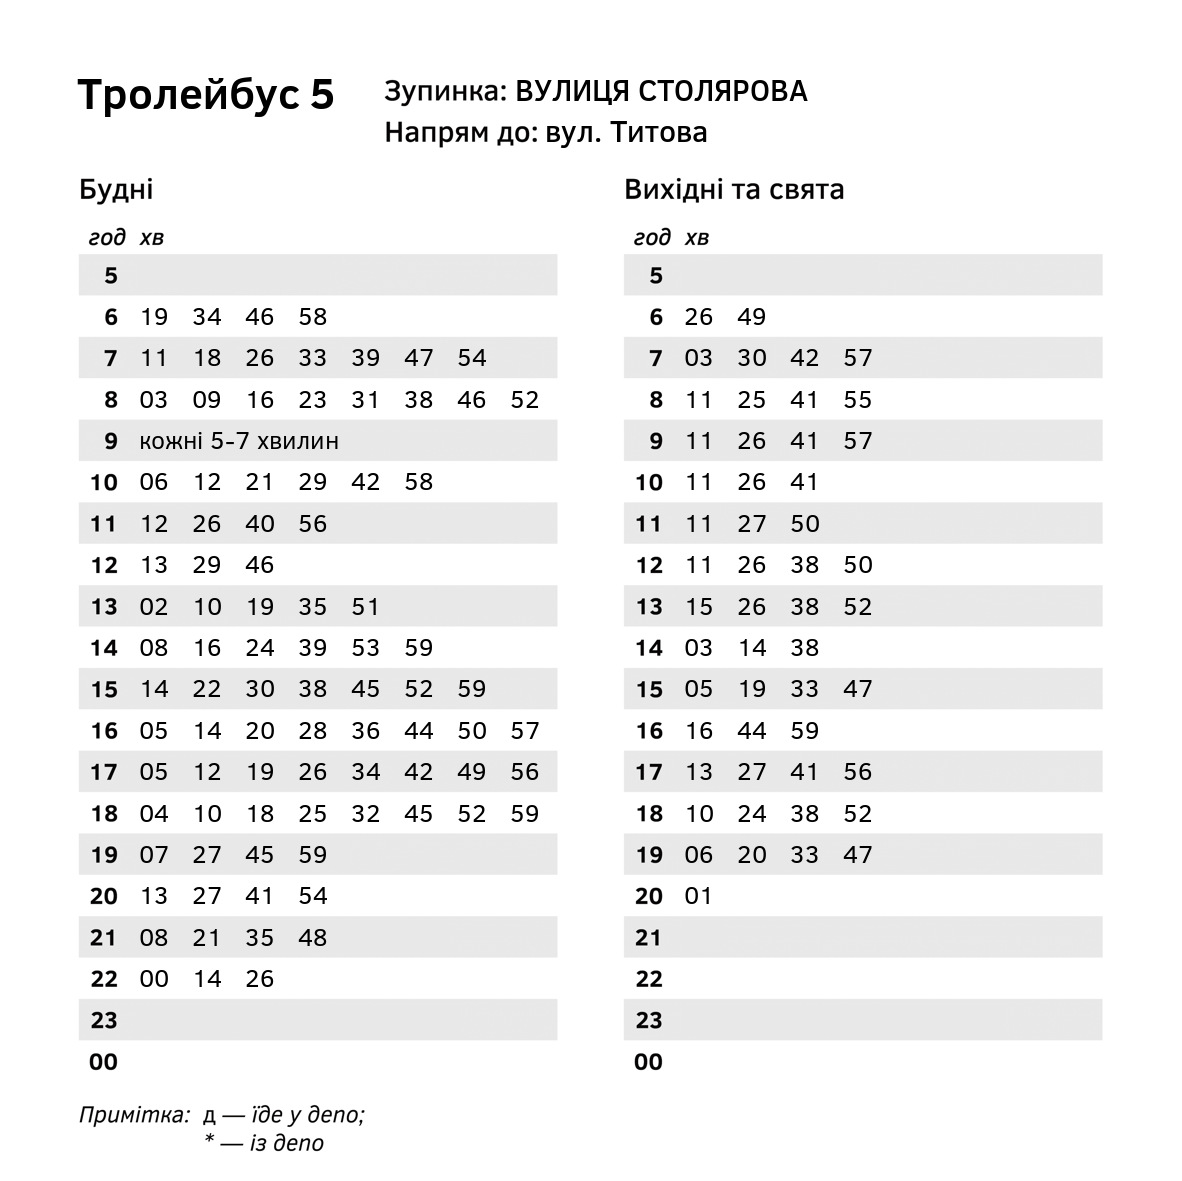 Тролейбус 5
Зупинка: ВУЛИЦЯ СТОЛЯРОВА
Напрям до: вул. Титова
Будні
год хв
5
6 19 34 46 58
7 11 18 26 33 39 47 54
8 03 09 16 23 31 38 46 52
9 кожні 5-7 хвилин
10 06 12 21 29 42 58
11 12 26 40 56
12 13 29 46
13 02 10 19 35 51
14 08 16 24 39 53 59
15 14 22 30 38 45 52 59
16 05 14 20 28 36 44 50 57
17 05 12 19 26 34 42 49 56
18 04 10 18 25 32 45 52 59
19 07 27 45 59
20 13 27 41 54
21 08 21 35 48
22 00 14 26
23
00
Вихідні та свята
год хв
5
6 26 49
7 03 30 42 57
8 11 25 41 55
9 11 26 41 57
10 11 26 41
11 11 27 50
12 11 26 38 50
13 15 26 38 52
14 03 14 38
15 05 19 33 47
16 16 44 59
17 13 27 41 56
18 10 24 38 52
19 06 20 33 47
20 01
21
22
23
00
Примітка: д — їде у депо;
* — із депо